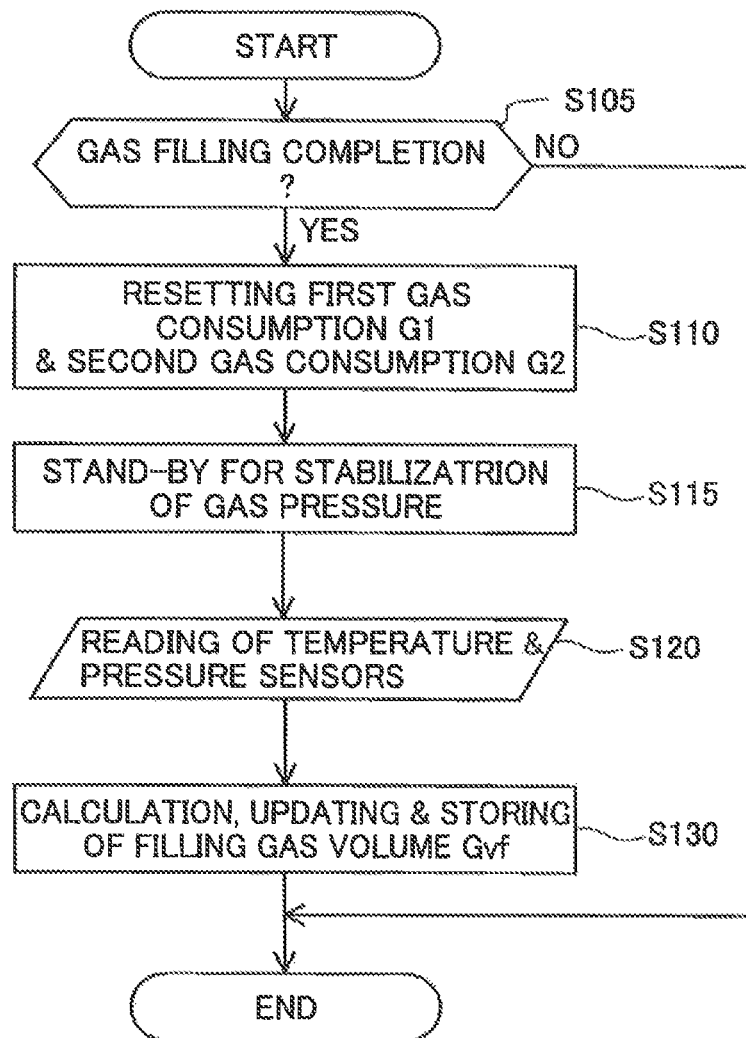 START
S105
GAS FILLING COMPLETION
?
NO
YES
RESETTING FIRST GAS
CONSUMPTION G1
& SECOND GAS CONSUMPTION G2
S110
STAND-BY FOR STABILIZATRION
OF GAS PRESSURE
S115
READING OF TEMPERATURE &
PRESSURE SENSORS
S120
CALCULATION, UPDATING & STORING
OF FILLING GAS VOLUME Gvf
S130
END